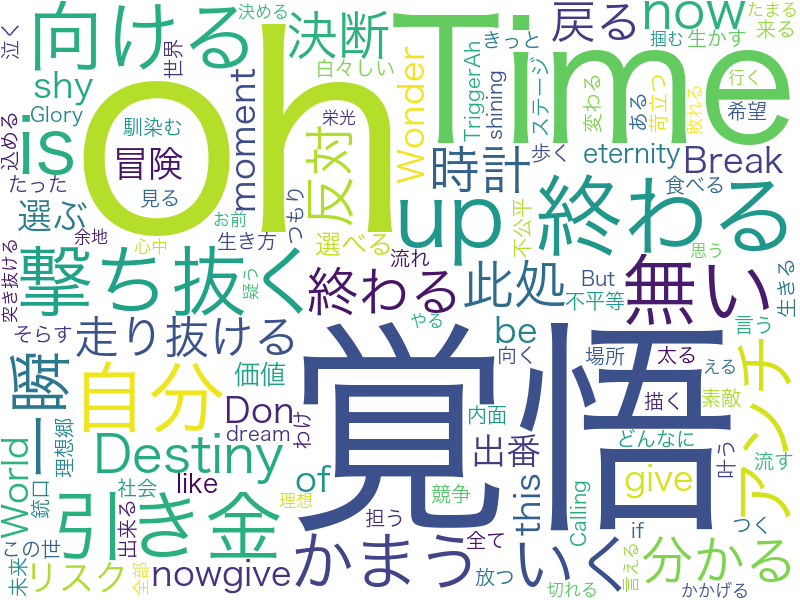 決める
たまる
泣く
向ける
世界
oh
決断
Time
きっと
戻る
now
掴む
生かす
来る
shy
moment
白々しい
Wonder
TriggerAh
shining
ステージ
変わる
ある
苛立つ
敗れる
行く
希望
Glory
is
馴染む
栄光
反対
込める
冒険
時計
歩く
eternity
Break
たった
見る
つもり
食べる
選ぶ
お前
生き方
選べる
up
不公平
終わる
突き抜ける
余地
心中
疑う
流れ
思う
撃ち抜く
終わる
此処
But
不平等
無い
生きる
そらす
走り抜ける
やる
be
言う
一瞬
自分
価値
覚悟
向く
場所
太る
える
アンチ
World
理想郷
Don
dream
わけ
内面
描く
素敵
Destiny
出番
どんなに
叶う
流す
銃口
社会
like
of
this
Calling
give
引き金
理想
競争
担う
全て
if
つく
この世
出来る
未来
リスク
全部
nowgive
かまう
放つ
いく
切れる
言える
分かる
かかげる